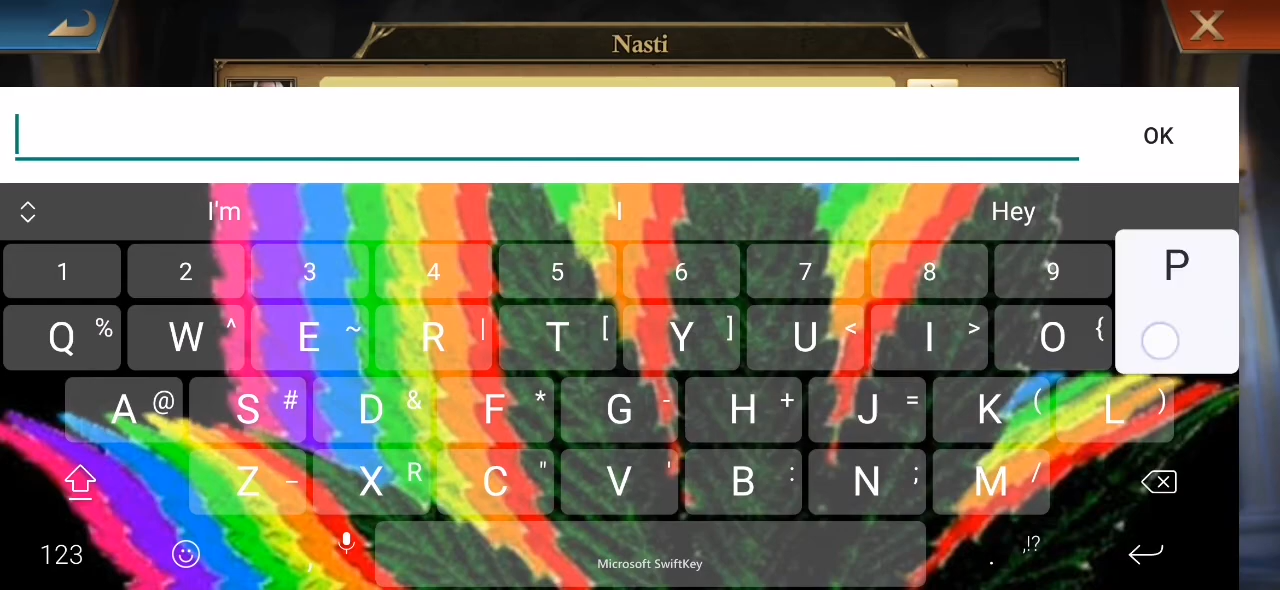 Nasti
OK
I'm I Hey
1 2 3 4 5 6 7 8 9
P
Q % W ^ E ~ R | T [ Y ] U < I > O {
A @ S # D & F * G - H + J = K ( L )
Z _ X R C " V ' B : N ; M /
123 , Microsoft SwiftKey . ,!?